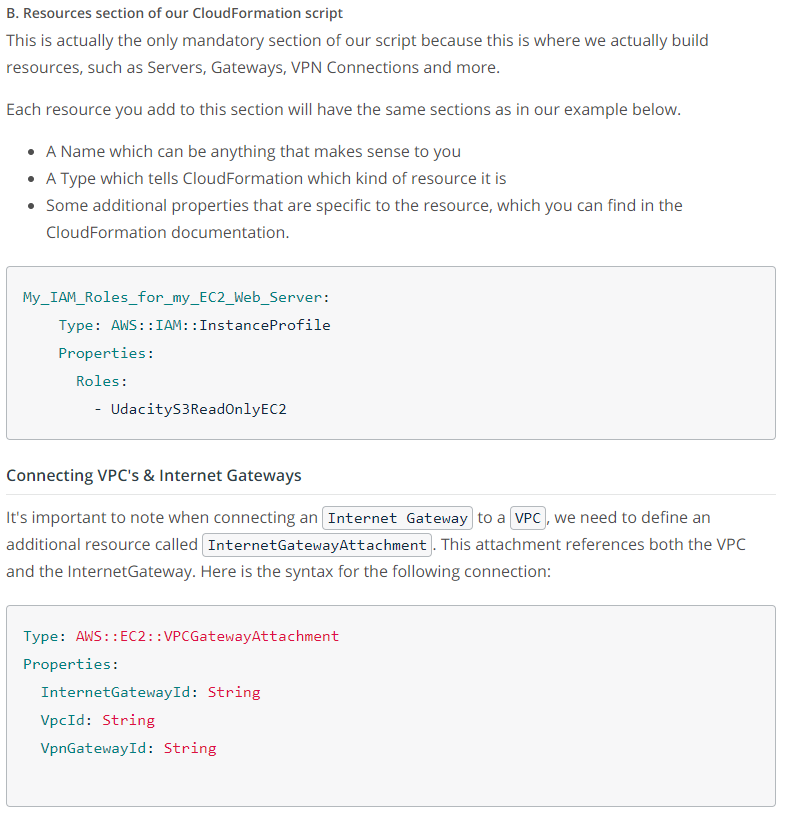 B. Resources section of our CloudFormation script
This is actually the only mandatory section of our script because this is where we actually build
resources, such as Servers, Gateways, VPN Connections and more.
Each resource you add to this section will have the same sections as in our example below.
• A Name which can be anything that makes sense to you
• A Type which tells CloudFormation which kind of resource it is
• Some additional properties that are specific to the resource, which you can find in the
CloudFormation documentation.
My_IAM_Roles_for_my_EC2_Web_Server:
    Type: AWS::IAM::InstanceProfile
    Properties:
      Roles:
        - UdacityS3ReadOnlyEC2
Connecting VPC's & Internet Gateways
It's important to note when connecting an Internet Gateway to a VPC, we need to define an
additional resource called InternetGatewayAttachment. This attachment references both the VPC
and the InternetGateway. Here is the syntax for the following connection:
Type: AWS::EC2::VPCGatewayAttachment
Properties:
  InternetGatewayId: String
  VpcId: String
  VpnGatewayId: String